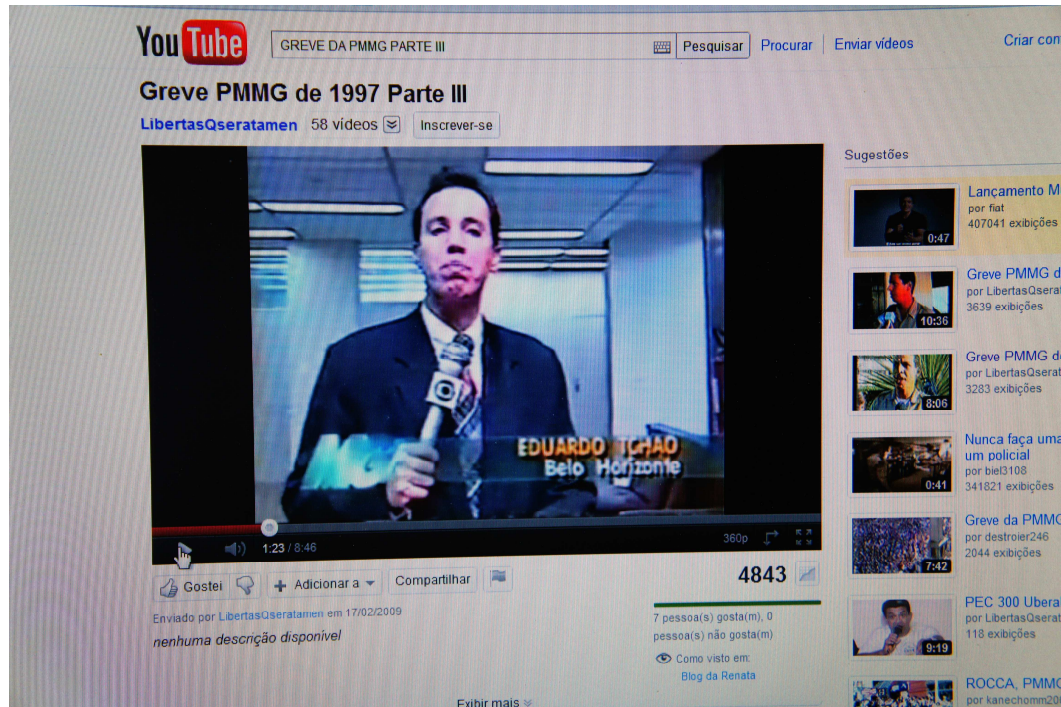 YouTube
GREVE DA PMMG PARTE III
Pesquisar
Procurar
Enviar vídeos
Criar
Greve PMMG de 1997 Parte III
LibertasQseratamen 58 vídeos
Inscrever-se
EDUARDO TCHAO
Belo Horizonte
1:23 / 8:46
360p
Gostei
Adicionar a
Compartilhar
4843
Enviado por LibertasQseratamen em 17/02/2009
nenhuma descrição disponível
7 pessoa(s) gosta(m), 0
pessoa(s) não gosta(m)
Como visto em:
Blog da Renata
Exibir mais
Sugestões
Lançamento
por fiat
407041 exibições
0:47
Greve PMMG
por
3639 exibições
10:36
Greve PMMG
por
3283 exibições
8:06
Nunca faça uma
um policial
por biel3108
341821 exibições
0:41
Greve da PMMG
por destroier246
2044 exibições
7:42
PEC 300
por
118 exibições
9:19
ROCCA, PMMG
por